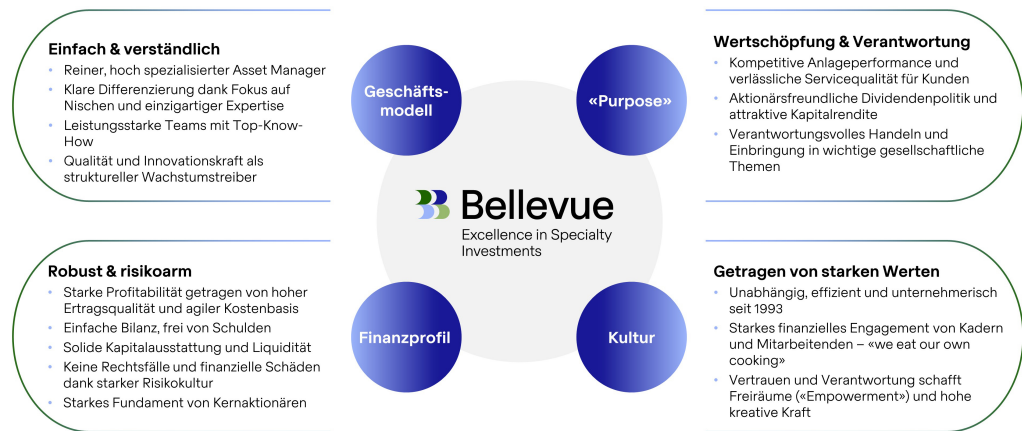 Einfach & verständlich
• Reiner, hoch spezialisierter Asset Manager
• Klare Differenzierung dank Fokus auf
Nischen und einzigartiger Expertise
• Leistungsstarke Teams mit Top-Know-
How
• Qualität und Innovationskraft als
struktureller Wachstumstreiber
Geschäfts-
modell
«Purpose»
Wertschöpfung & Verantwortung
• Kompetitive Anlageperformance und
verlässliche Servicequalität für Kunden
• Aktionärsfreundliche Dividendenpolitik und
attraktive Kapitalrendite
• Verantwortungsvolles Handeln und
Einbringung in wichtige gesellschaftliche
Themen
Bellevue
Excellence in Specialty
Investments
Robust & risikoarm
• Starke Profitabilität getragen von hoher
Ertragsqualität und agiler Kostenbasis
• Einfache Bilanz, frei von Schulden
• Solide Kapitalausstattung und Liquidität
• Keine Rechtsfälle und finanzielle Schäden
dank starker Risikokultur
• Starkes Fundament von Kernaktionären
Finanzprofil
Kultur
Getragen von starken Werten
• Unabhängig, effizient und unternehmerisch
seit 1993
• Starkes finanzielles Engagement von Kadern
und Mitarbeitenden – «we eat our own
cooking»
• Vertrauen und Verantwortung schafft
Freiräume («Empowerment») und hohe
kreative Kraft